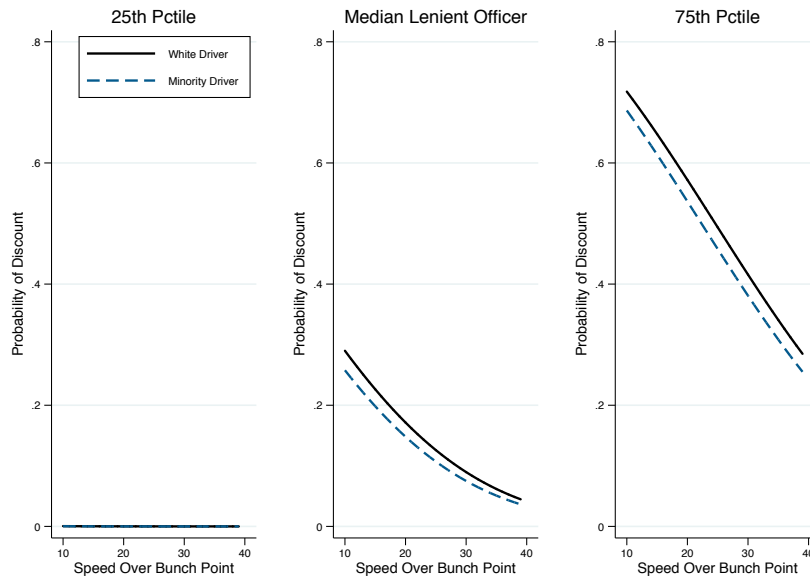 25th Pctile
White Driver
Minority Driver
Probability of Discount
.8
.6
.4
.2
0
10 20 30 40
Speed Over Bunch Point
Median Lenient Officer
Probability of Discount
.8
.6
.4
.2
0
10 20 30 40
Speed Over Bunch Point
75th Pctile
Probability of Discount
.8
.6
.4
.2
0
10 20 30 40
Speed Over Bunch Point